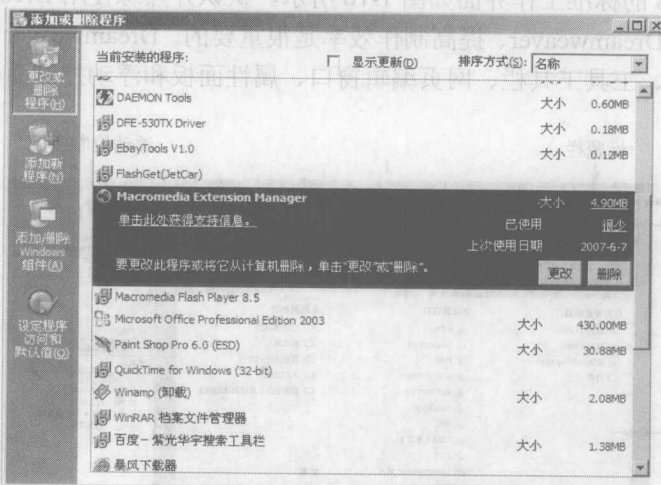 添加或删除程序
当前安装的程序:
显示更新(D)
排序方式(S): 名称
更改或
删除
程序(H)
添加新
程序(N)
添加/删除
Windows
组件(A)
设定程序
访问和
默认值(O)
DAEMON Tools 大小 0.60MB
DFE-530TX Driver 大小 0.18MB
EbayTools V1.0 大小 0.12MB
FlashGet(JetCar)
Macromedia Extension Manager 大小 4.90MB
单击此处获得支持信息。 已使用 很少
上次使用日期 2007-6-7
要更改此程序或将它从计算机删除，单击“更改”或“删除”。 更改 删除
Macromedia Flash Player 8.5
Microsoft Office Professional Edition 2003 大小 430.00MB
Paint Shop Pro 6.0 (ESD) 大小 30.88MB
QuickTime for Windows (32-bit)
Winamp (卸载) 大小 2.08MB
WinRAR 档案文件管理器
百度－紫光华宇搜索工具栏 大小 1.38MB
暴风下载器